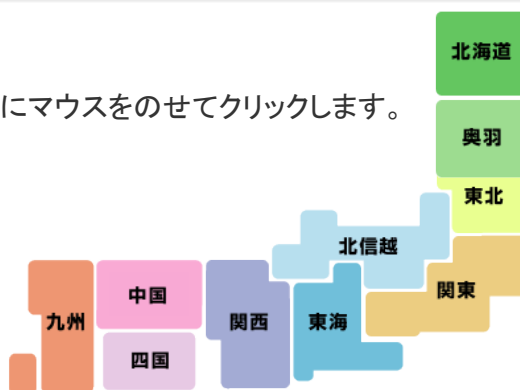 北海道
にマウスをのせてクリックします。
奥羽
東北
北信越
関東
中国
九州
関西
東海
四国